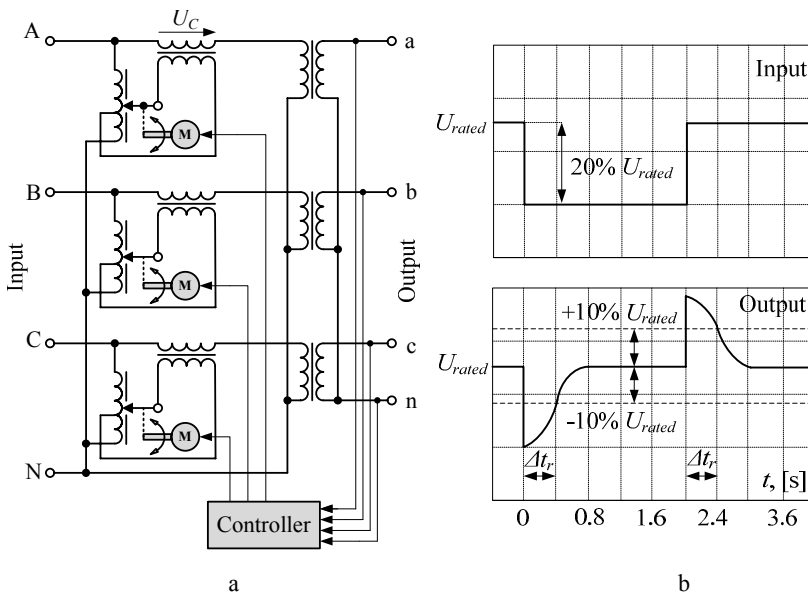 A
U_C
a
M
B
b
M
Input
Output
C
c
M
n
N
Controller
a
Input
U_rated
20% U_rated
Output
+10% U_rated
U_rated
-10% U_rated
Δt_r
Δt_r
t, [s]
0 0.8 1.6 2.4 3.6
b